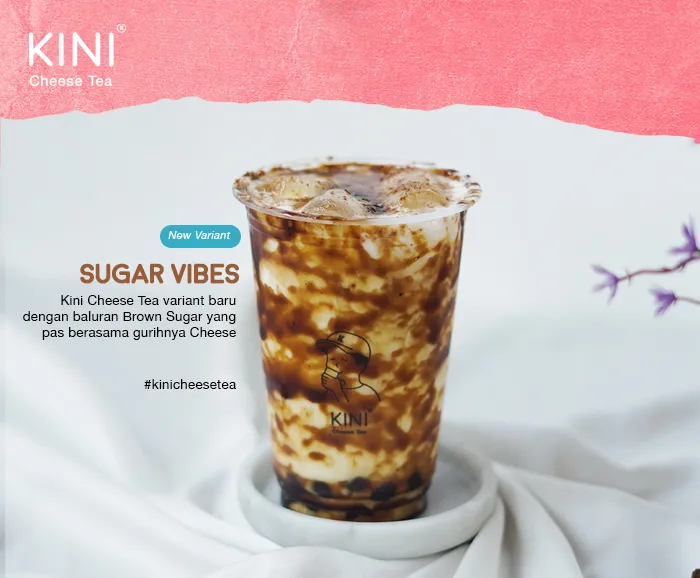 KINI®
Cheese Tea
New Variant
SUGAR VIBES
Kini Cheese Tea variant baru
dengan baluran Brown Sugar yang
pas berasama gurihnya Cheese
#kinicheesetea
KINI
Cheese Tea